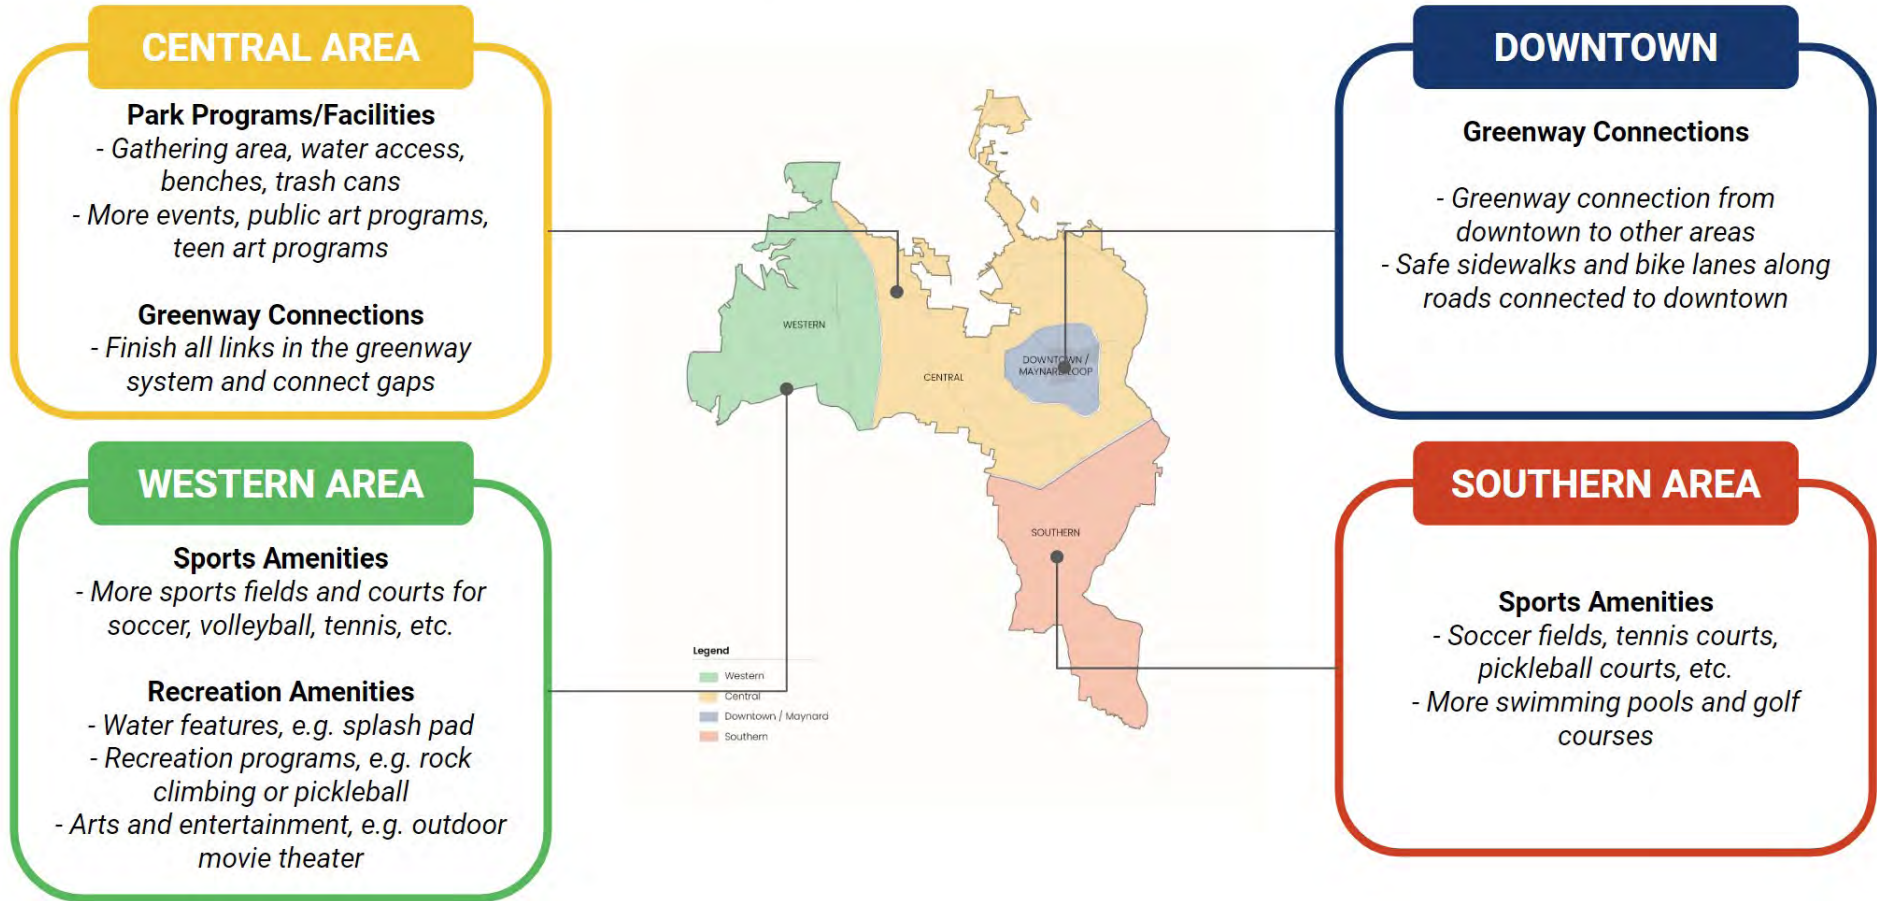 CENTRAL AREA
Park Programs/Facilities
- Gathering area, water access,
benches, trash cans
- More events, public art programs,
teen art programs
Greenway Connections
- Finish all links in the greenway
system and connect gaps
WESTERN AREA
Sports Amenities
- More sports fields and courts for
soccer, volleyball, tennis, etc.
Recreation Amenities
- Water features, e.g. splash pad
- Recreation programs, e.g. rock
climbing or pickleball
- Arts and entertainment, e.g. outdoor
movie theater
WESTERN
CENTRAL
DOWNTOWN /
MAYNARD LOOP
SOUTHERN
Legend
Western
Central
Downtown / Maynard
Southern
DOWNTOWN
Greenway Connections
- Greenway connection from
downtown to other areas
- Safe sidewalks and bike lanes along
roads connected to downtown
SOUTHERN AREA
Sports Amenities
- Soccer fields, tennis courts,
pickleball courts, etc.
- More swimming pools and golf
courses